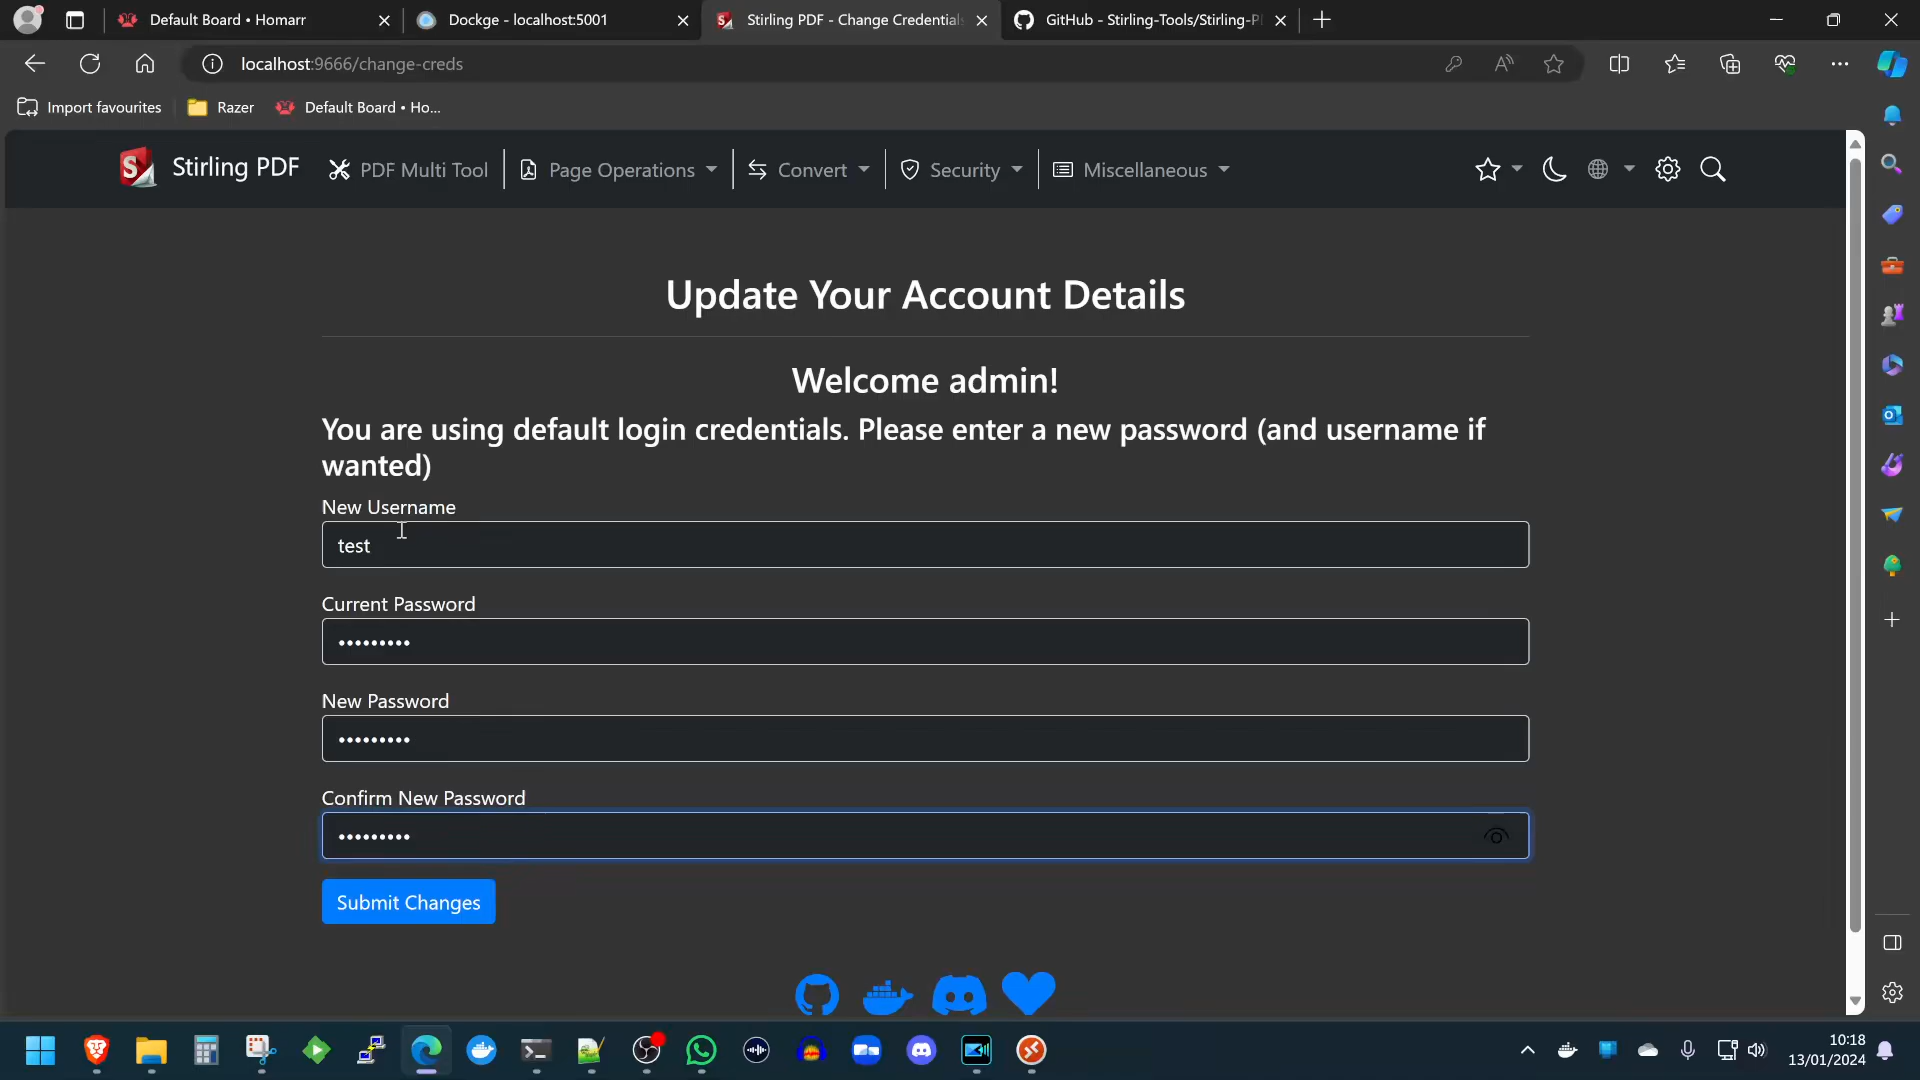 Default Board • Homarr
Dockge - localhost:5001
Stirling PDF - Change Credentials
GitHub - Stirling-Tools/Stirling-P
localhost:9666/change-creds
Import favourites
Razer
Default Board • Ho...
Stirling PDF
PDF Multi Tool
Page Operations
Convert
Security
Miscellaneous
Update Your Account Details
Welcome admin!
You are using default login credentials. Please enter a new password (and username if
wanted)
New Username
test
Current Password
•••••••••
New Password
•••••••••
Confirm New Password
•••••••••
Submit Changes
10:18
13/01/2024